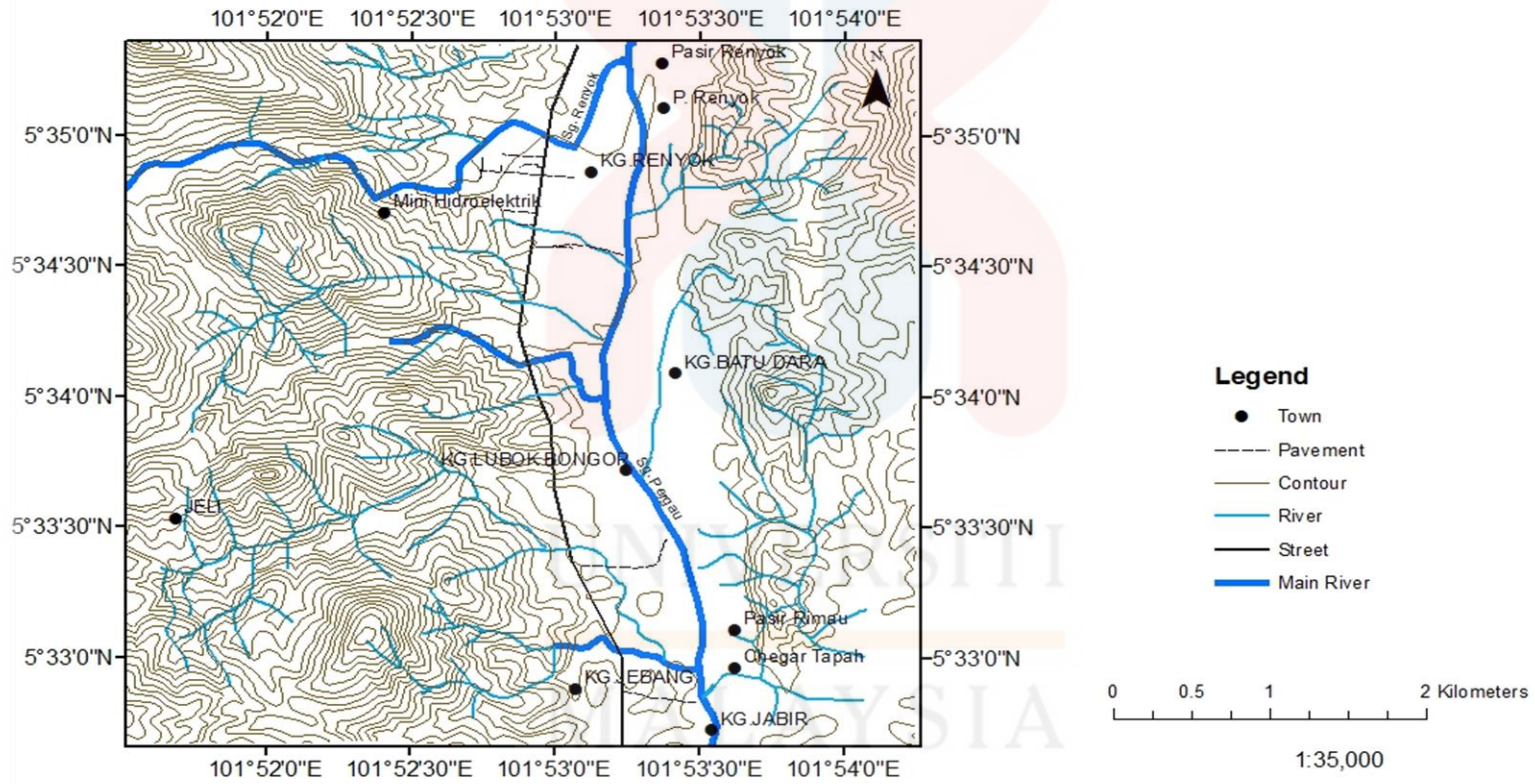 101°52'0"E 101°52'30"E 101°53'0"E 101°53'30"E 101°54'0"E
Pasir Renyok
N
Sg. Renyok
P. Renyok
5°35'0"N 5°35'0"N
KG.RENYOK
Mini Hidroelektrik
5°34'30"N 5°34'30"N
KG.BATU DARA
5°34'0"N 5°34'0"N
KG.LUBOK BONGOR
Sg. Pergau
JELI
5°33'30"N 5°33'30"N
Pasir Rimau
5°33'0"N 5°33'0"N
Chegar Tapah
KG.JEBANG
KG.JABIR
101°52'0"E 101°52'30"E 101°53'0"E 101°53'30"E 101°54'0"E
Legend
Town
Pavement
Contour
River
Street
Main River
0 0.5 1 2 Kilometers
1:35,000
UNIVERSITI
MALAYSIA